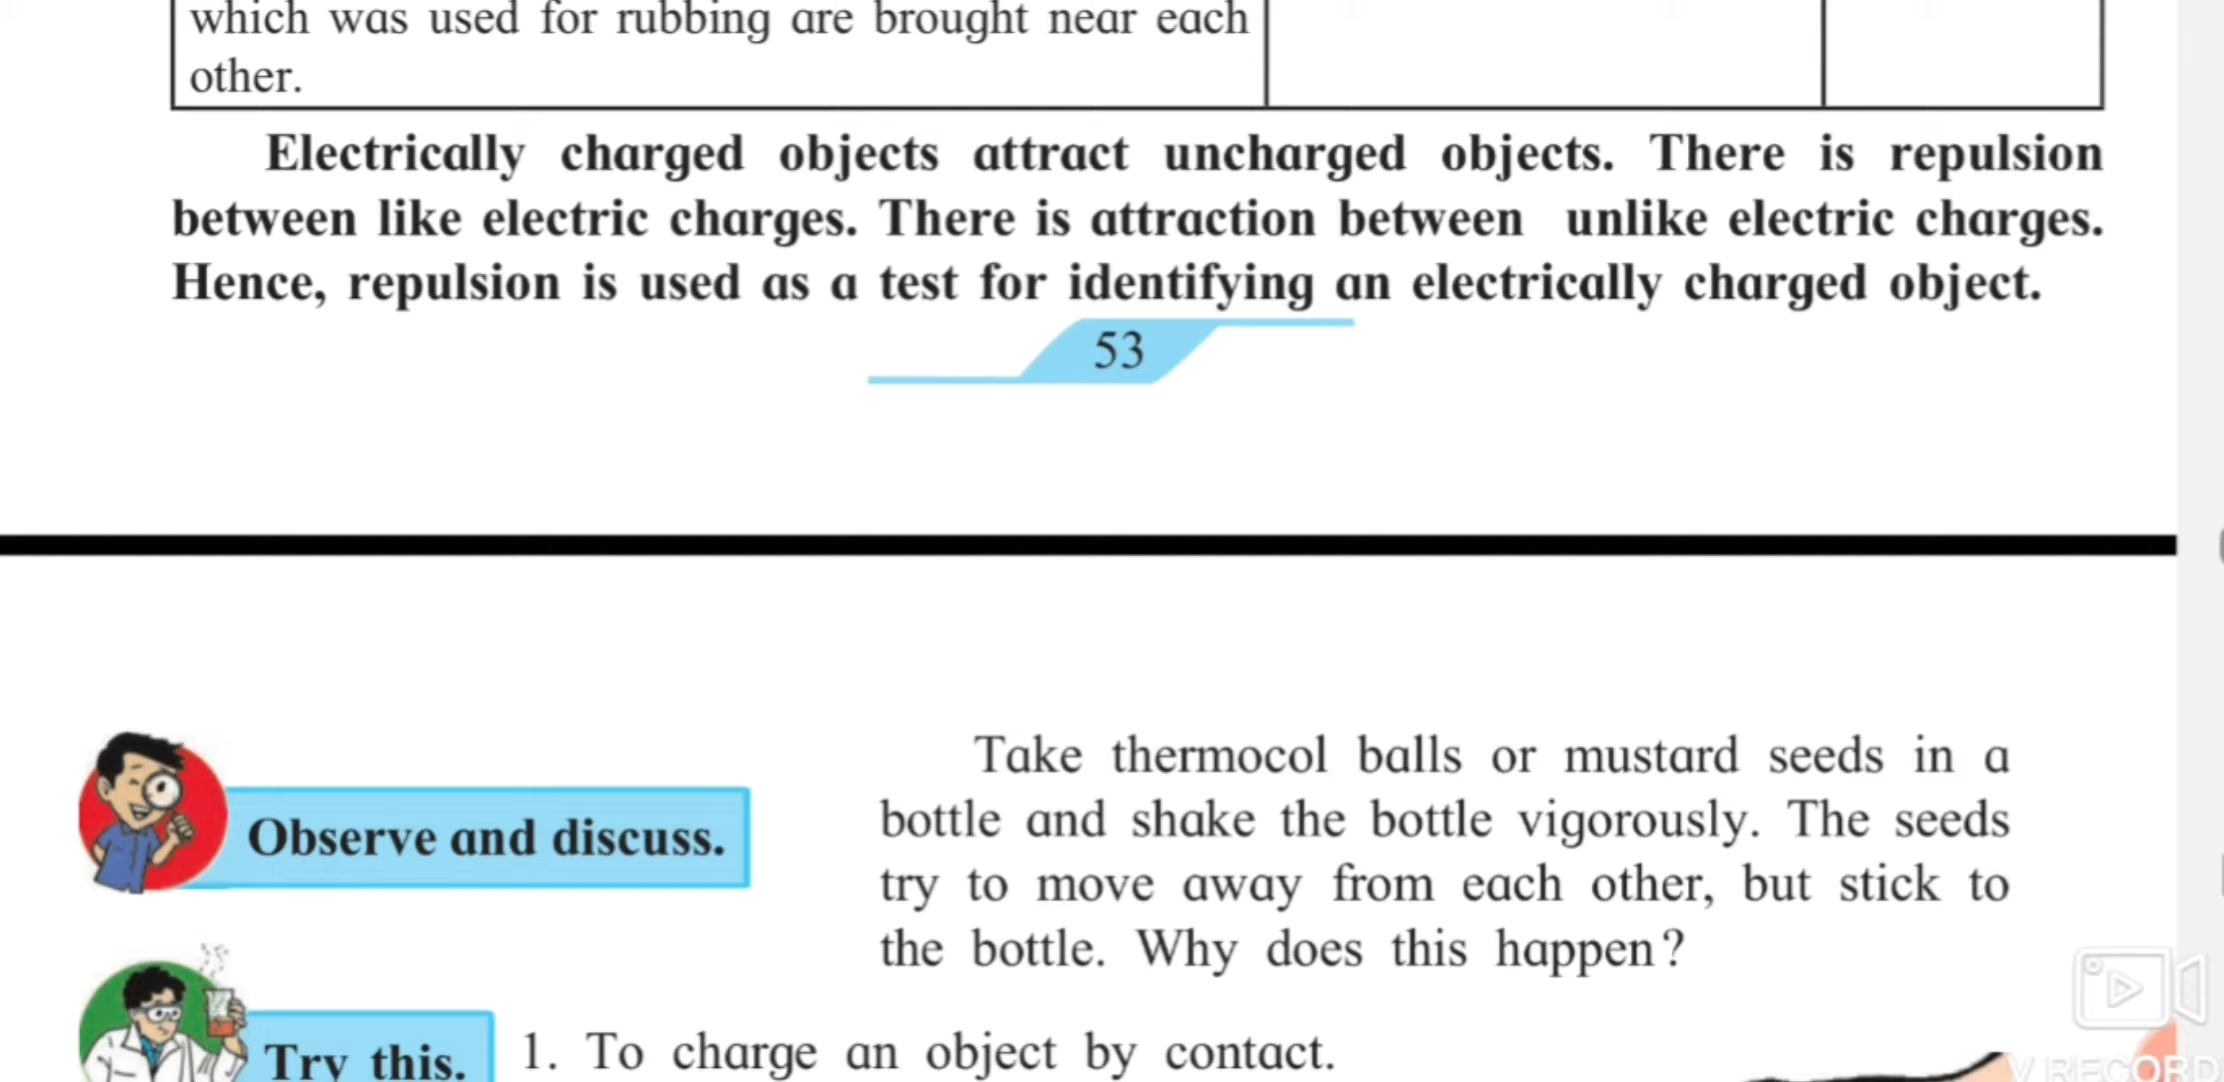 which was used for rubbing are brought near each
other.
Electrically charged objects attract uncharged objects. There is repulsion
between like electric charges. There is attraction between unlike electric charges.
Hence, repulsion is used as a test for identifying an electrically charged object.
53
Observe and discuss.
Take thermocol balls or mustard seeds in a
bottle and shake the bottle vigorously. The seeds
try to move away from each other, but stick to
the bottle. Why does this happen?
Try this.
1. To charge an object by contact.
V RECORD